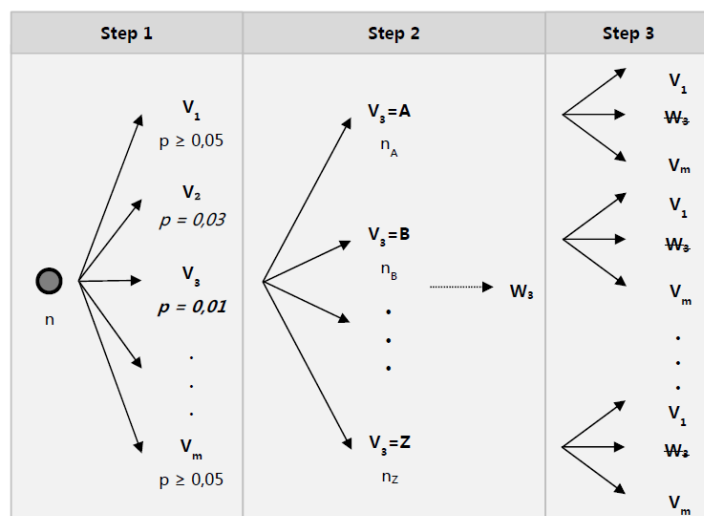 Step 1
Step 2
Step 3
V1
p ≥ 0,05
V2
p = 0,03
V3
p = 0,01
n
.
.
.
Vm
p ≥ 0,05
V3=A
nA
V3=B
nB
W3
.
.
.
V3=Z
nZ
V1
W3
Vm
V1
W3
Vm
.
.
.
V1
W3
Vm